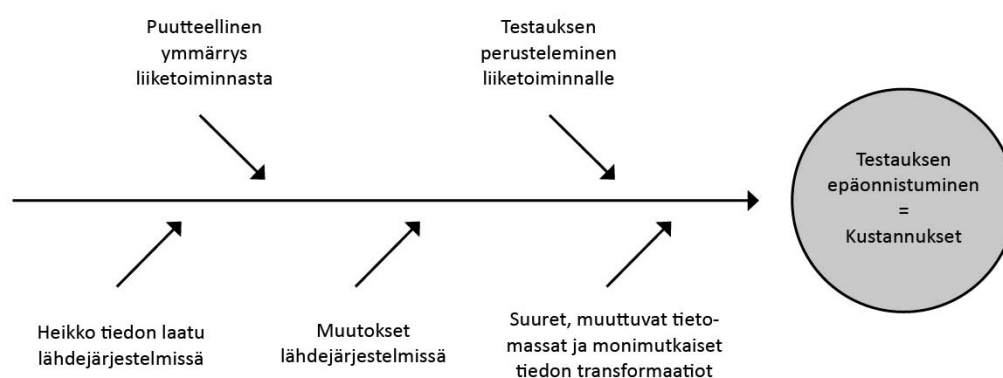 Puutteellinen
ymmärrys
liiketoiminnasta
Testauksen
perusteleminen
liiketoiminnalle
Testauksen
epäonnistuminen
=
Kustannukset
Heikko tiedon laatu
lähdejärjestelmissä
Muutokset
lähdejärjestelmissä
Suuret, muuttuvat tieto-
massat ja monimutkaiset
tiedon transformaatiot